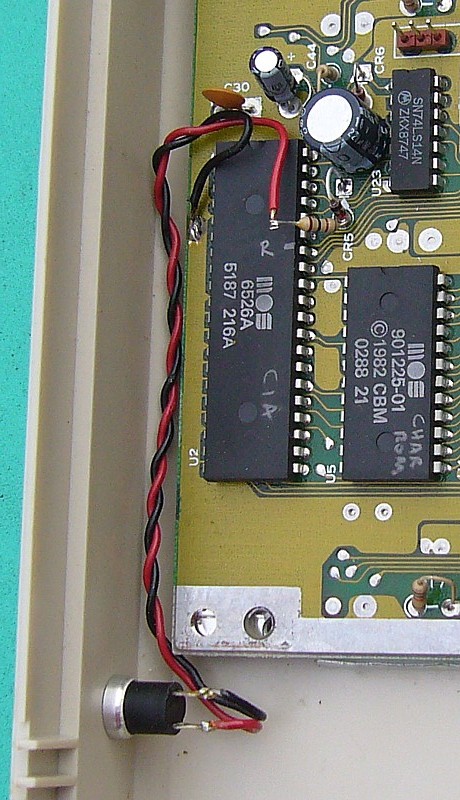 C44
CR6
C30
SN74LS14N
ZKX8747
U23
CR5
R
MOS
6526A
5187 216A
CIA
U2
MOS
901225-01
©1982 CBM
0288 21
CHAR
ROM
U5